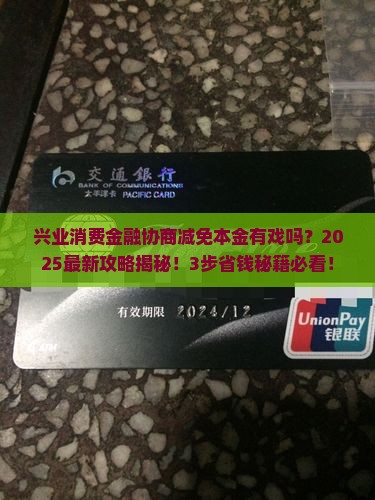 交通銀行
BANK OF COMMUNICATIONS
太平洋卡 PACIFIC CARD
兴业消费金融协商减免本金有戏吗？20
25最新攻略揭秘！3步省钱秘籍必看！
有效期限 2024/12
UnionPay
银联
ATM